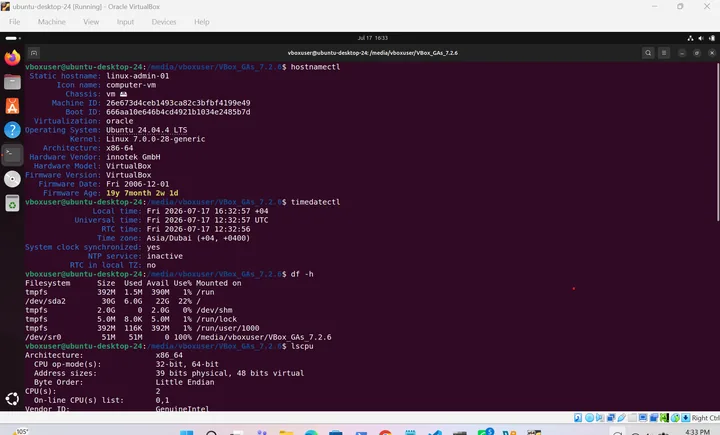 ubuntu-desktop-24 [Running] - Oracle VirtualBox
File Machine View Input Devices Help
Jul 17 16:33
vboxuser@ubuntu-desktop-24: /media/vboxuser/VBox_GAs_7.2.6
vboxuser@ubuntu-desktop-24:/media/vboxuser/VBox_GAs_7.2.6$ hostnamectl
Static hostname: linux-admin-01
Icon name: computer-vm
Chassis: vm
Machine ID: 26e673d4ceb1493ca82c3bfbf4199e49
Boot ID: 666aa10e646b4cd4921b1034e2485b7d
Virtualization: oracle
Operating System: Ubuntu 24.04.4 LTS
Kernel: Linux 7.0.0-28-generic
Architecture: x86-64
Hardware Vendor: innotek GmbH
Hardware Model: VirtualBox
Firmware Version: VirtualBox
Firmware Date: Fri 2006-12-01
Firmware Age: 19y 7month 2w 1d
vboxuser@ubuntu-desktop-24:/media/vboxuser/VBox_GAs_7.2.6$ timedatectl
Local time: Fri 2026-07-17 16:32:57 +04
Universal time: Fri 2026-07-17 12:32:57 UTC
RTC time: Fri 2026-07-17 12:32:56
Time zone: Asia/Dubai (+04, +0400)
System clock synchronized: yes
NTP service: inactive
RTC in local TZ: no
vboxuser@ubuntu-desktop-24:/media/vboxuser/VBox_GAs_7.2.6$ df -h
Filesystem Size Used Avail Use% Mounted on
tmpfs 392M 1.5M 390M 1% /run
/dev/sda2 30G 6.0G 22G 22% /
tmpfs 2.0G 0 2.0G 0% /dev/shm
tmpfs 5.0M 8.0K 5.0M 1% /run/lock
tmpfs 392M 116K 392M 1% /run/user/1000
/dev/sr0 51M 51M 0 100% /media/vboxuser/VBox_GAs_7.2.6
vboxuser@ubuntu-desktop-24:/media/vboxuser/VBox_GAs_7.2.6$ lscpu
Architecture: x86_64
CPU op-mode(s): 32-bit, 64-bit
Address sizes: 39 bits physical, 48 bits virtual
Byte Order: Little Endian
CPU(s): 2
On-line CPU(s) list: 0,1
Vendor ID: GenuineIntel
Right Ctrl
105°
4:33 PM